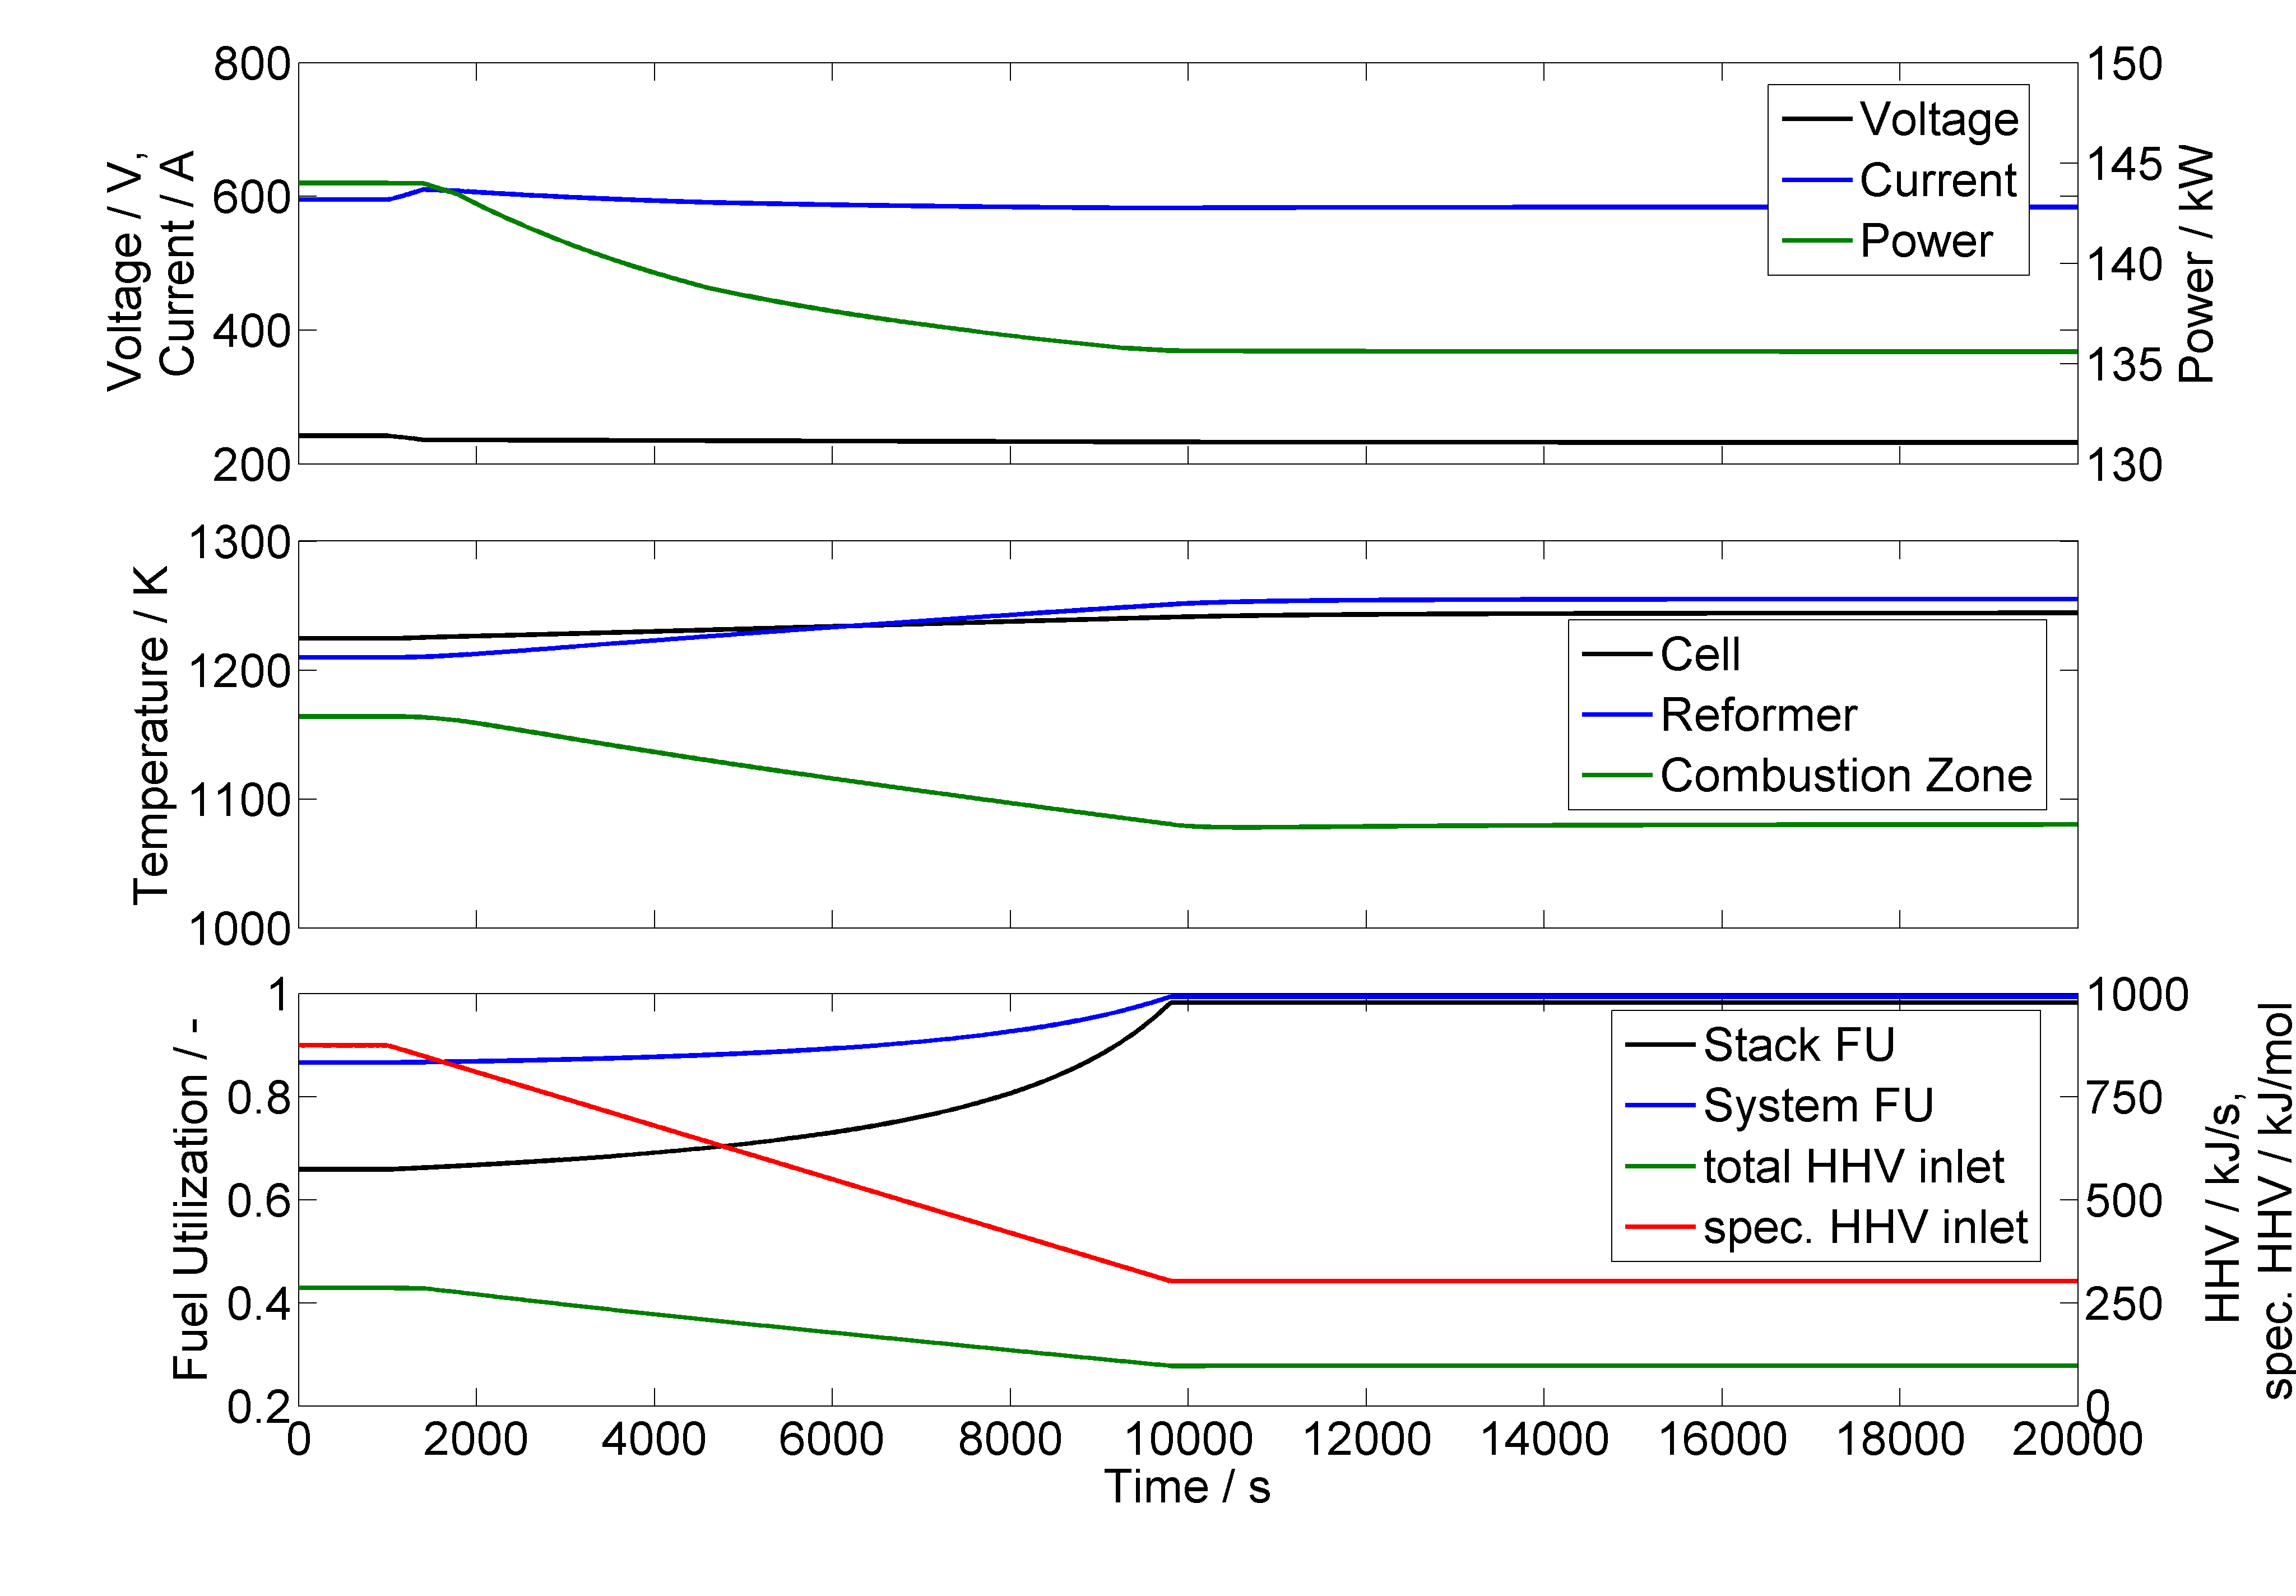 800
600
400
200
Voltage / V,
Current / A
150
145
140
135
130
Power / kW
Voltage
Current
Power
1300
1200
1100
1000
Temperature / K
Cell
Reformer
Combustion Zone
1
0.8
0.6
0.4
0.2
Fuel Utilization / -
1000
750
500
250
0
HHV / kJ/s,
spec. HHV / kJ/mol
Stack FU
System FU
total HHV inlet
spec. HHV inlet
0 2000 4000 6000 8000 10000 12000 14000 16000 18000 20000
Time / s